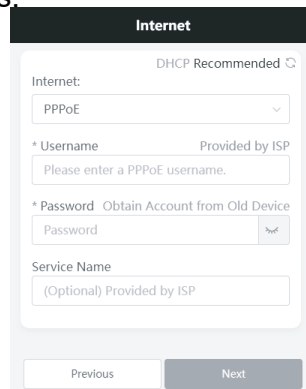 s.
Internet
DHCP Recommended
Internet:
PPPoE
* Username Provided by ISP
Please enter a PPPoE username.
* Password Obtain Account from Old Device
Password
Service Name
(Optional) Provided by ISP
Previous Next